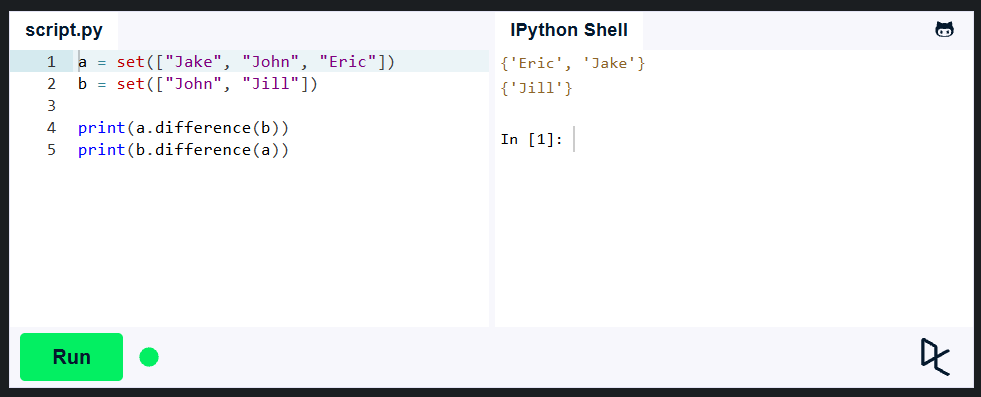 script.py
1 a = set(["Jake", "John", "Eric"])
2 b = set(["John", "Jill"])
3
4 print(a.difference(b))
5 print(b.difference(a))
IPython Shell
{'Eric', 'Jake'}
{'Jill'}
In [1]:
Run